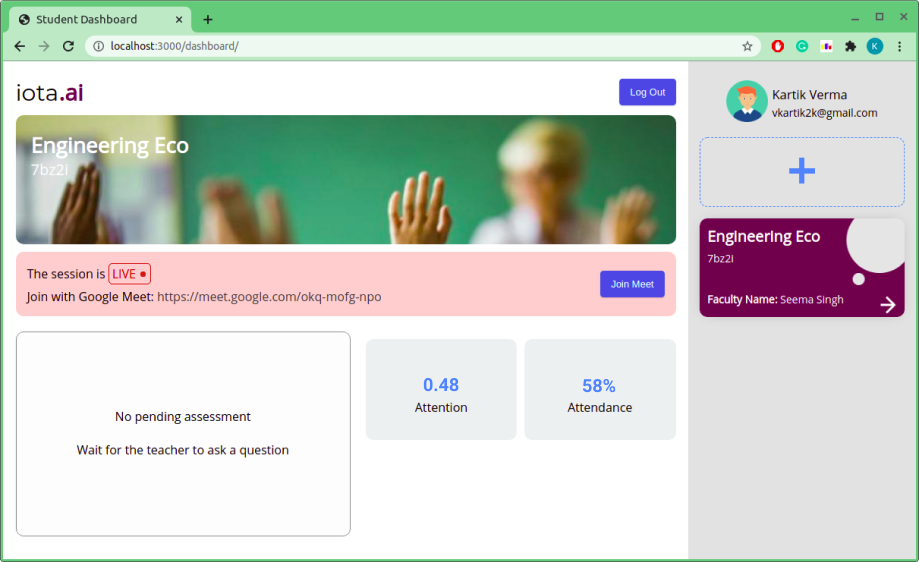 Student Dashboard
localhost:3000/dashboard/
K
iota.ai
Log Out
Engineering Eco
7bz2i
The session is LIVE
Join with Google Meet: https://meet.google.com/okq-mofg-npo
Join Meet
No pending assessment
Wait for the teacher to ask a question
0.48
Attention
58%
Attendance
Kartik Verma
vkartik2k@gmail.com
Engineering Eco
7bz2i
Faculty Name: Seema Singh